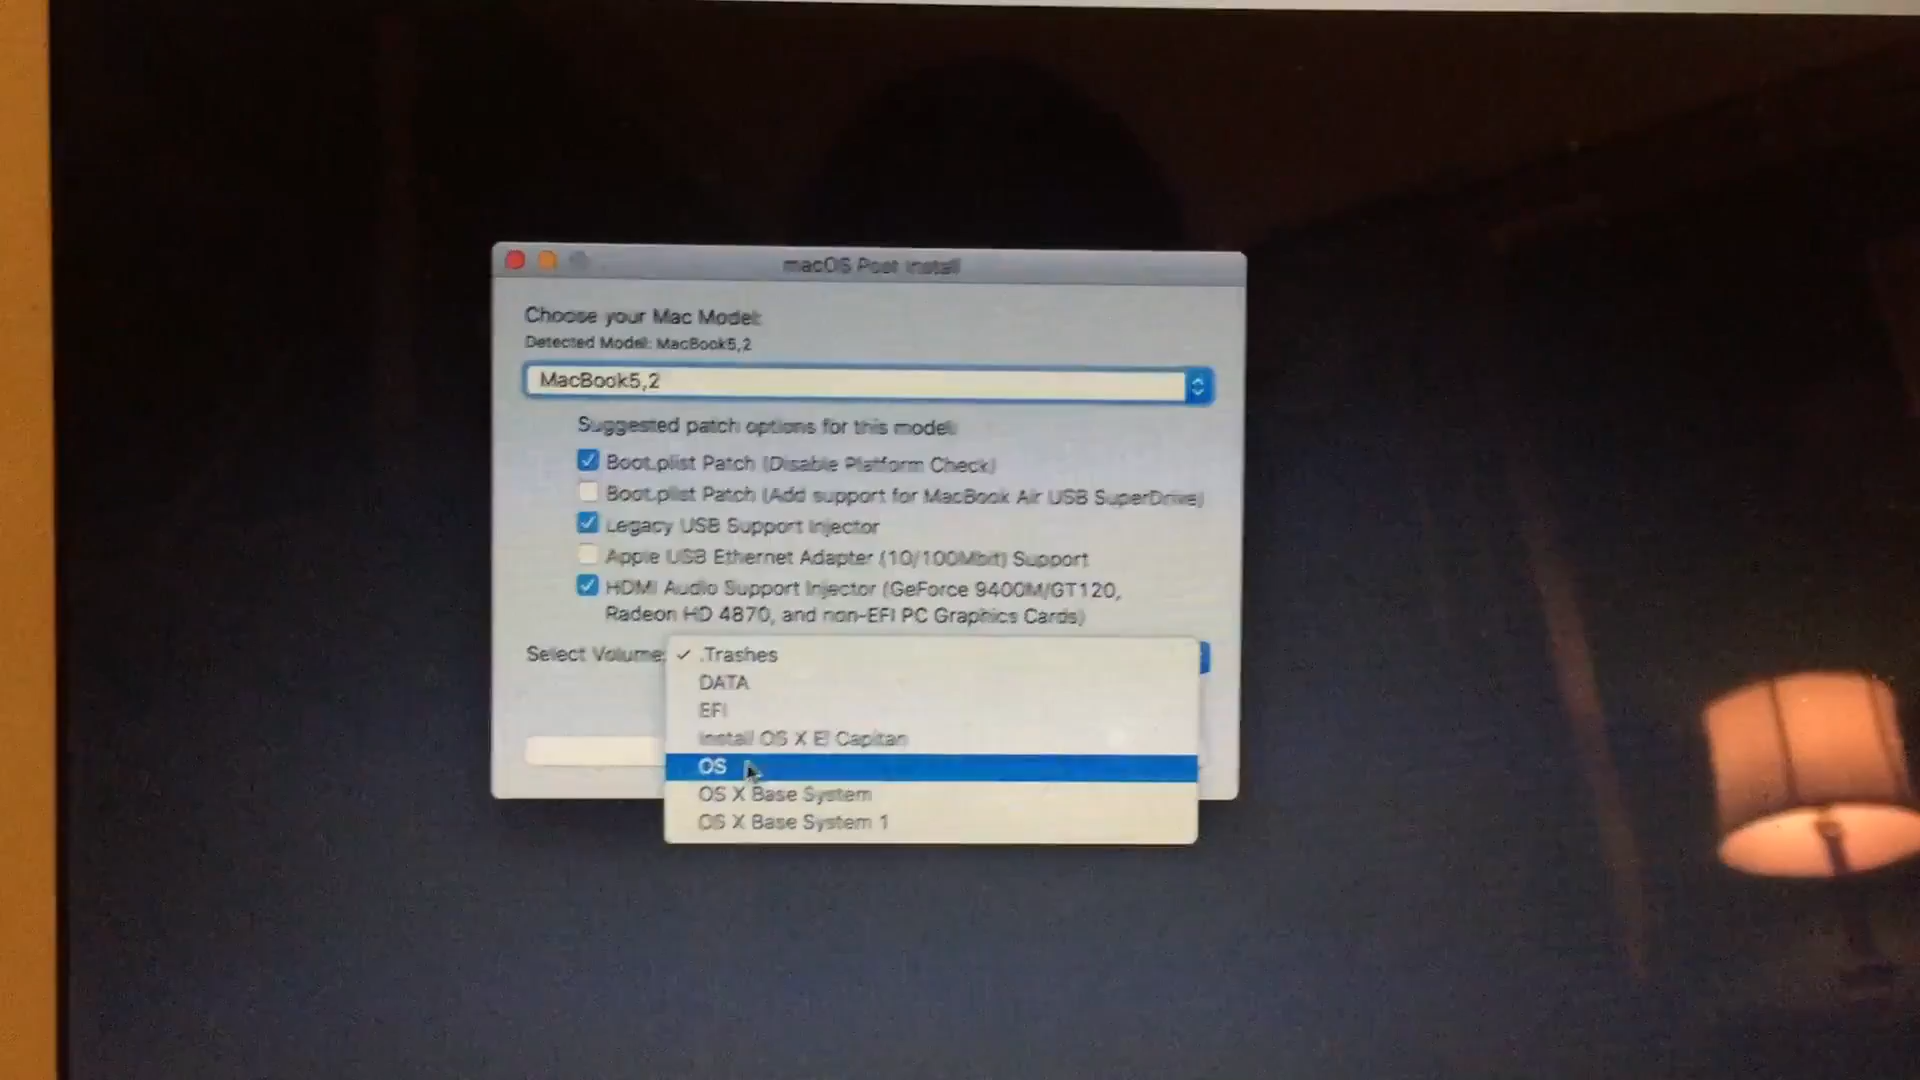 macOS Post Install
Choose your Mac Model:
Detected Model: MacBook5,2
MacBook5,2
Suggested patch options for this model:
Boot.plist Patch (Disable Platform Check)
Boot.plist Patch (Add support for MacBook Air USB SuperDrive)
Legacy USB Support Injector
Apple USB Ethernet Adapter (10/100Mbit) Support
HDMI Audio Support Injector (GeForce 9400M/GT120,
Radeon HD 4870, and non-EFI PC Graphics Cards)
Select Volume: .Trashes
DATA
EFI
Install OS X El Capitan
OS
OS X Base System
OS X Base System 1